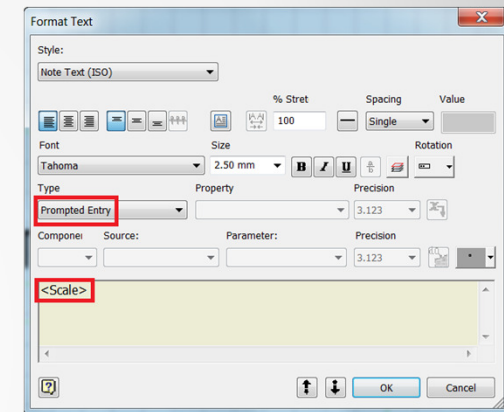 Format Text
Style:
Note Text (ISO)
% Stret Spacing Value
100 Single
Font Size Rotation
Tahoma 2.50 mm B I U
Type Property Precision
Prompted Entry 3.123
Componei Source: Parameter: Precision
3.123
<Scale>
OK Cancel